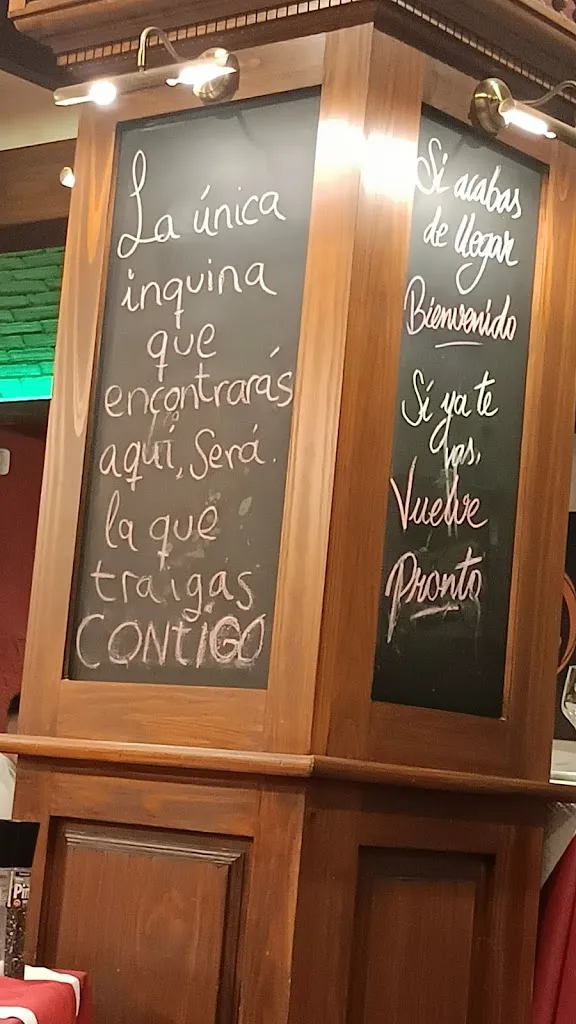 La única
inquina
que
encontrarás
aquí, Será.
la que
traigas
CONTIGO
Si acabas
de llegar
Bienvenido
Si ya te
vas,
Vuelve
Pronto